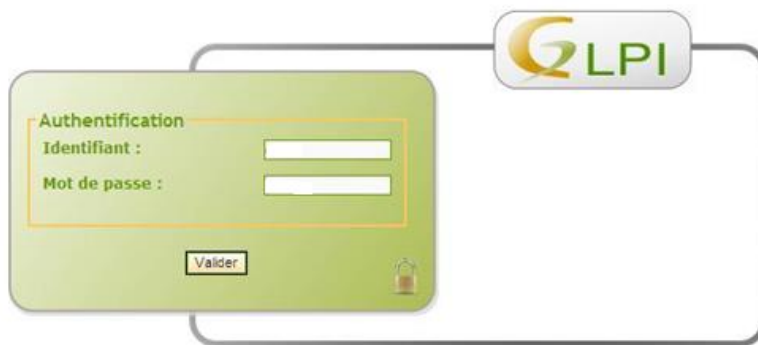 GLPI
Authentification
Identifiant :
Mot de passe :
Valider